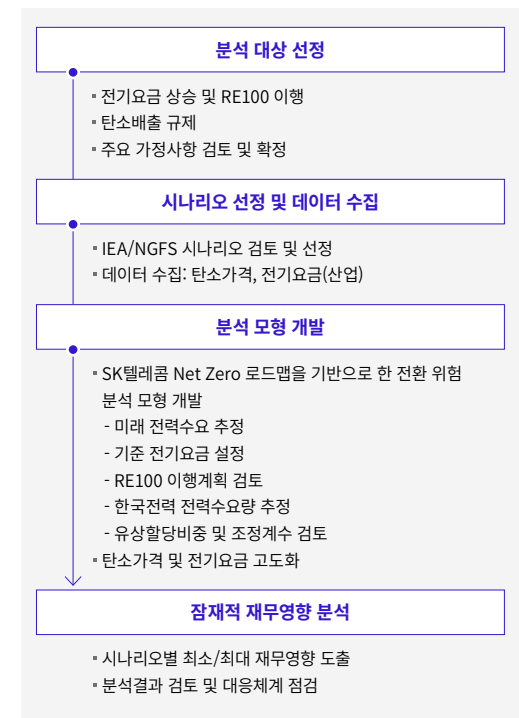 분석 대상 선정
▪ 전기요금 상승 및 RE100 이행
▪ 탄소배출 규제
▪ 주요 가정사항 검토 및 확정
시나리오 선정 및 데이터 수집
▪ IEA/NGFS 시나리오 검토 및 선정
▪ 데이터 수집: 탄소가격, 전기요금(산업)
분석 모형 개발
▪ SK텔레콤 Net Zero 로드맵을 기반으로 한 전환 위험
분석 모형 개발
- 미래 전력수요 추정
- 기준 전기요금 설정
- RE100 이행계획 검토
- 한국전력 전력수요량 추정
- 유상할당비중 및 조정계수 검토
▪ 탄소가격 및 전기요금 고도화
잠재적 재무영향 분석
▪ 시나리오별 최소/최대 재무영향 도출
▪ 분석결과 검토 및 대응체계 점검